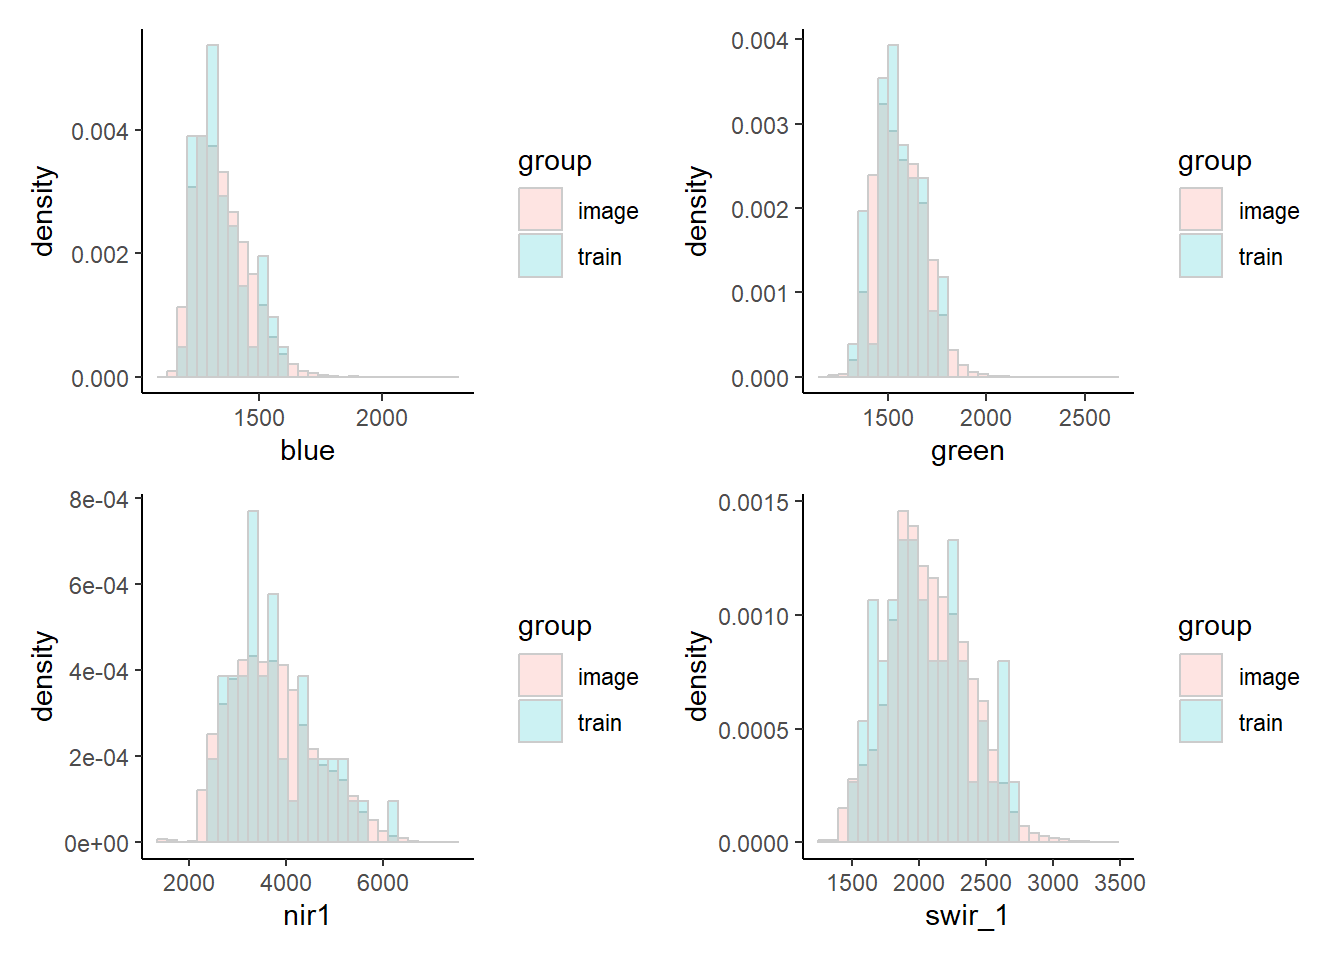 density
0.004
0.002
0.000
1500 2000
blue
group
image
train
density
0.004
0.003
0.002
0.001
0.000
1500 2000 2500
green
group
image
train
density
8e-04
6e-04
4e-04
2e-04
0e+00
2000 4000 6000
nir1
group
image
train
density
0.0015
0.0010
0.0005
0.0000
1500 2000 2500 3000 3500
swir_1
group
image
train